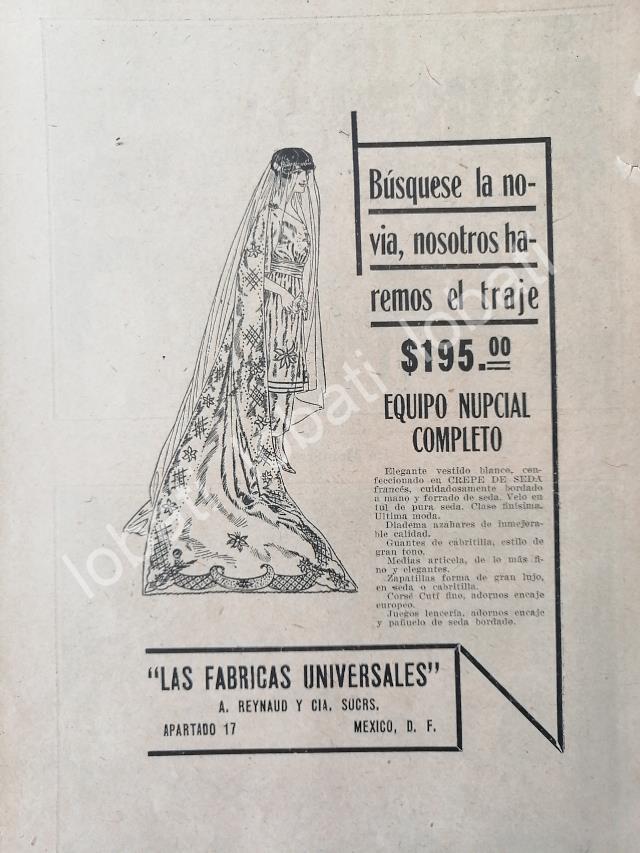 Búsquese la no-
via, nosotros ha-
remos el traje
$195.00
EQUIPO NUPCIAL
COMPLETO
Elegante vestido blanco, con-
feccionado en CREPE DE SEDA
francés, cuidadosamente bordado
a mano y forrado de seda. Velo en
tul de pura seda. Clase finísima.
Ultima moda.
Diadema azahares de inmejora-
ble calidad.
Guantes de cabritilla, estilo de
gran tono.
Medias articela, de lo más fi-
no y elegantes.
Zapatillas forma de gran lujo,
en seda o cabritilla.
Corsé Cutí fino, adornos encaje
europeo.
Juegos lencería, adornos encaje
y pañuelo de seda bordado.
"LAS FABRICAS UNIVERSALES"
A. REYNAUD Y CIA. SUCRS.
APARTADO 17 MEXICO, D. F.
lobati lobati lobati lobati